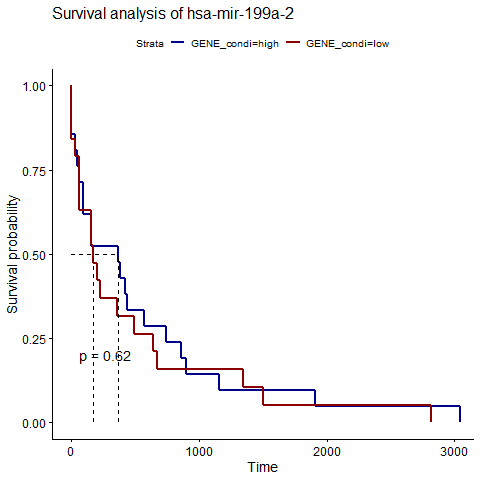 Survival analysis of hsa-mir-199a-2
Strata GENE_condi=high GENE_condi=low
1.00
0.75
0.50
0.25
0.00
Survival probability
p = 0.62
0 1000 2000 3000
Time